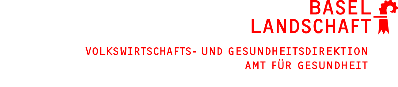 BASEL
LANDSCHAFT
VOLKSWIRTSCHAFTS- UND GESUNDHEITSDIREKTION
AMT FÜR GESUNDHEIT